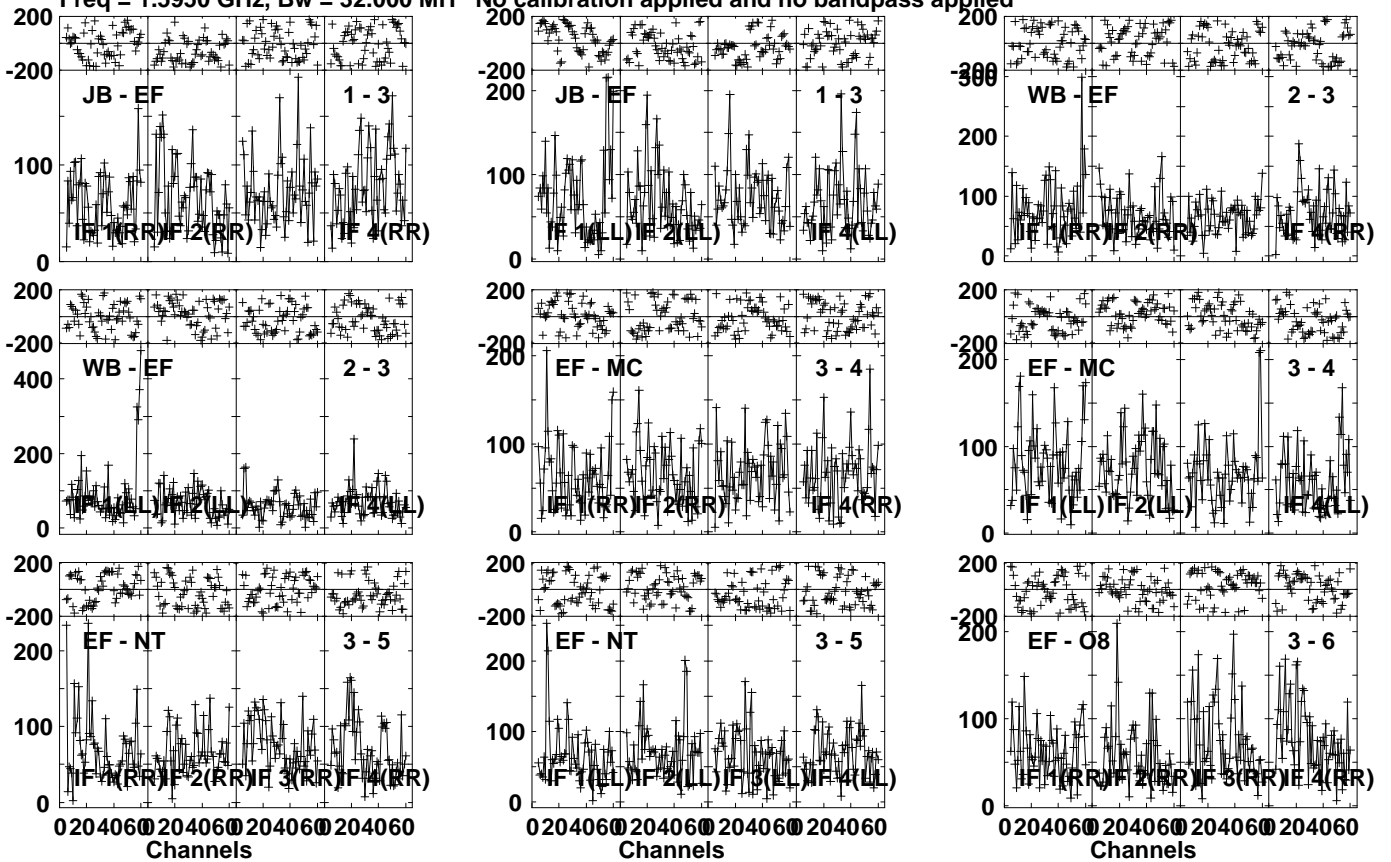 Freq = 1.5950 GHz, Bw = 32.000 MH No calibration applied and no bandpass applied
200 200 200
-200 -200 -200
300
JB - EF 1 - 3 JB - EF 1 - 3 WB - EF 2 - 3
200
100 100 100
IF 1(RR) IF 2(RR) IF 4(RR) IF 1(LL) IF 2(LL) IF 4(LL) IF 1(RR) IF 2(RR) IF 4(RR)
0 0 0
200 200 200
-200 -200 -200
200 200
WB - EF 2 - 3 EF - MC 3 - 4 EF - MC 3 - 4
400
200 100 100
IF 1(LL) IF 2(LL) IF 4(LL) IF 1(RR) IF 2(RR) IF 4(RR) IF 1(LL) IF 2(LL) IF 4(LL)
0 0 0
200 200 200
-200 -200 -200
EF - NT 3 - 5 EF - NT 3 - 5 EF - O8 3 - 6
200 200 200
100 100 100
IF 1(RR) IF 2(RR) IF 3(RR) IF 4(RR) IF 1(LL) IF 2(LL) IF 3(LL) IF 4(LL) IF 1(RR) IF 2(RR) IF 3(RR) IF 4(RR)
0 0 0
0 20 40 60 0 20 40 60 0 20 40 60 0 20 40 60 0 20 40 60 0 20 40 60 0 20 40 60 0 20 40 60 0 20 40 60 0 20 40 60 0 20 40 60 0 20 40 60
Channels Channels Channels